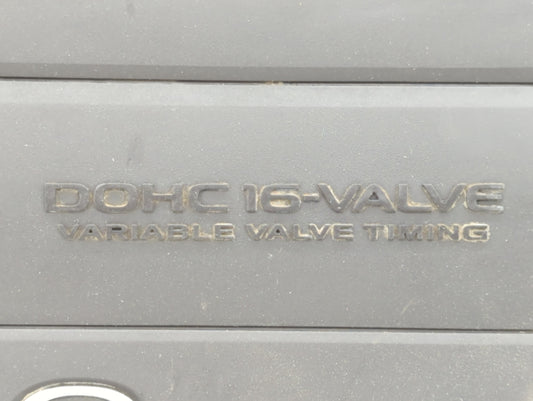 DOHC 16-VALVE
VARIABLE VALVE TIMING